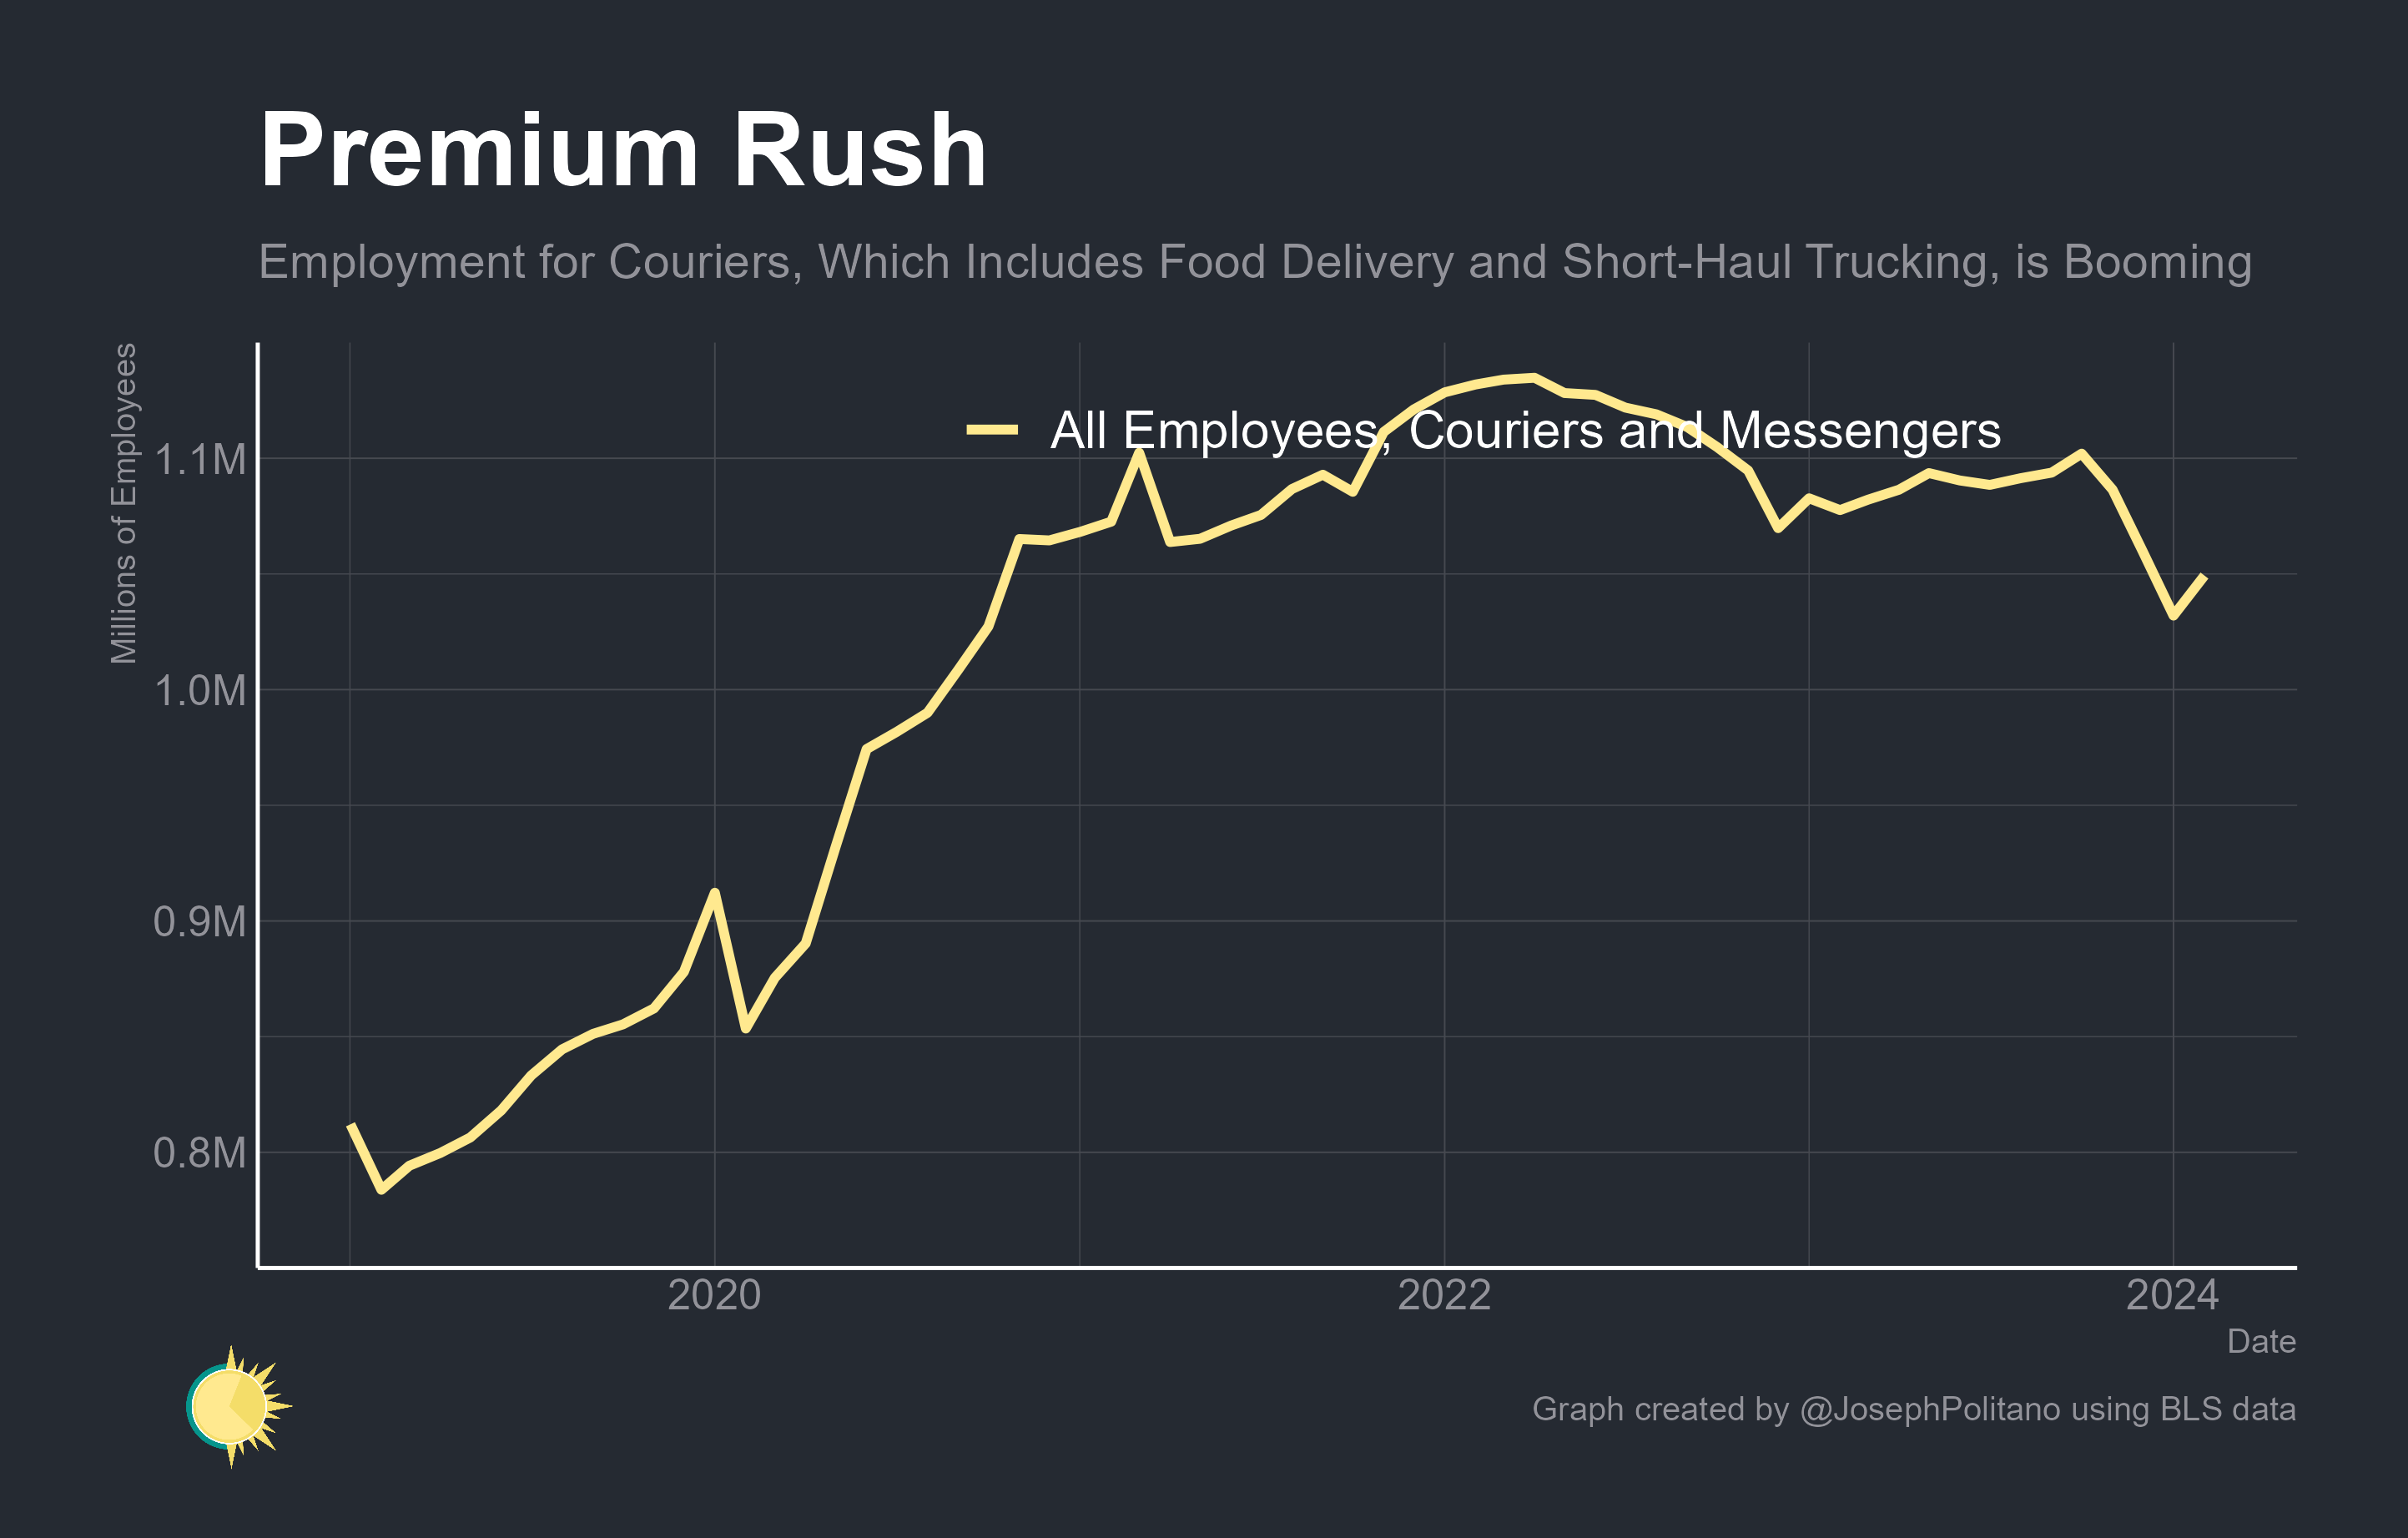 Premium Rush
Employment for Couriers, Which Includes Food Delivery and Short-Haul Trucking, is Booming
Millions of Employees
All Employees, Couriers and Messengers
1.1M
1.0M
0.9M
0.8M
2020 2022 2024
Date
Graph created by @JosephPolitano using BLS data